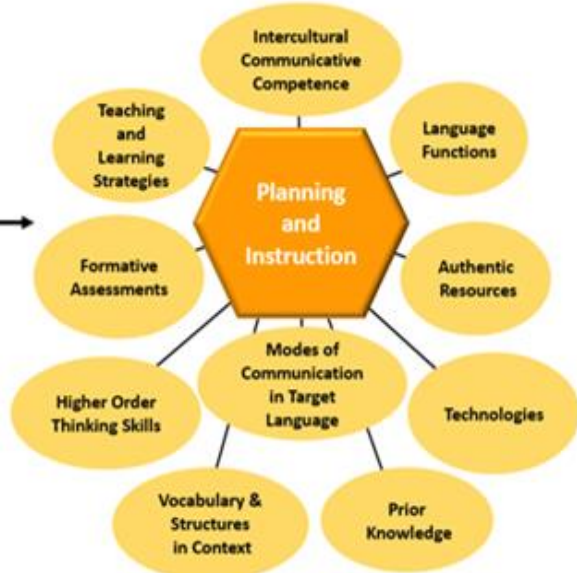 Intercultural
Communicative
Competence
Teaching
and
Learning
Strategies
Language
Functions
Planning
and
Instruction
Formative
Assessments
Authentic
Resources
Modes of
Communication
in Target
Language
Higher Order
Thinking Skills
Technologies
Vocabulary &
Structures
in Context
Prior
Knowledge